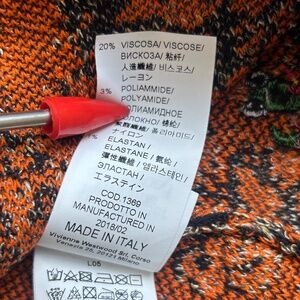 20% VISCOSA/ VISCOSE/
ВИСКОЗА/ 粘纤/
人造纖維/ 비스코스/
レーヨン
3% POLIAMMIDE/
POLYAMIDE/
ПОЛИАМИДНОЕ
ВОЛОКНО/ 锦纶/
聚醯纖維/ 폴리아미드/
ナイロン
ELASTAN/
ELASTANE/ 氨纶/
彈性纖維/ 엘라스테인/
ЭЛАСТАН/
エラステイン
COD.1369
PRODOTTO IN
MANUFACTURED IN
2018/02
MADE IN ITALY
Vivienne Westwood Srl, Corso
Venezia 25, 20121 Milano
L05